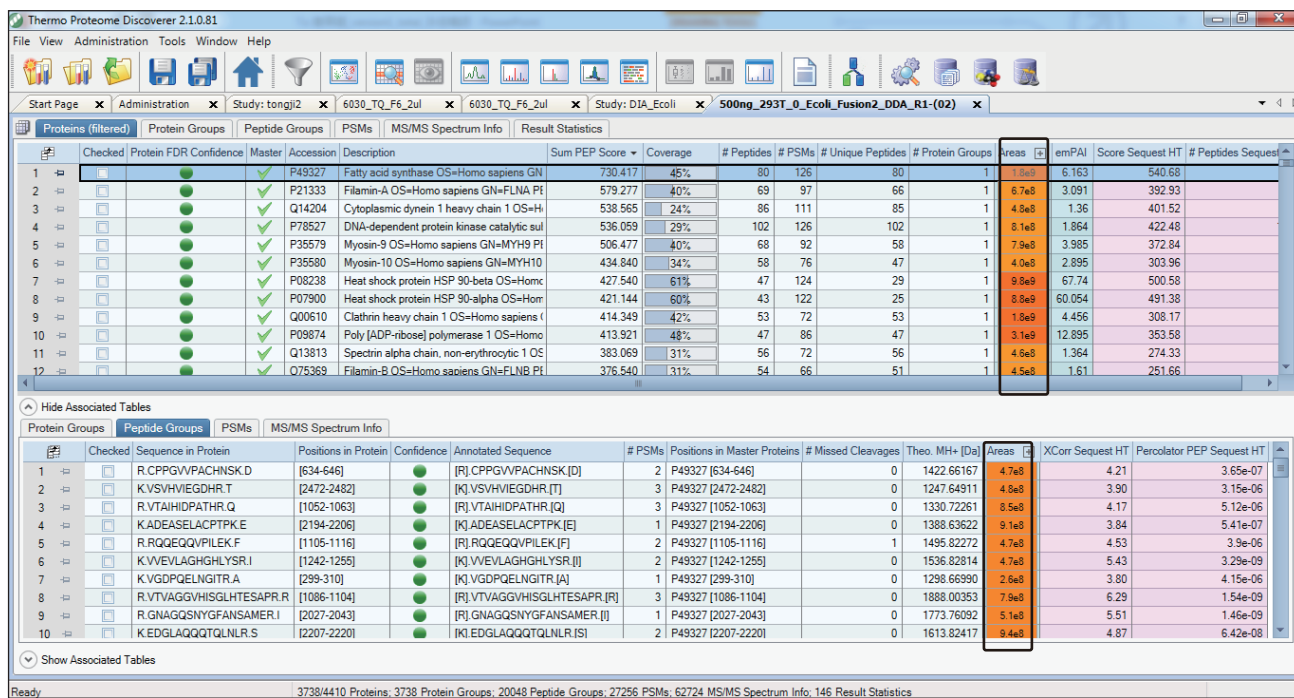 Thermo Proteome Discoverer 2.1.0.81
File View Administration Tools Window Help
Start Page x Administration x Study: tongji2 x 6030_TQ_F6_2ul x 6030_TQ_F6_2ul x Study: DIA_Ecoli x 500ng_293T_0_Ecoli_Fusion2_DDA_R1-(02) x
Proteins (filtered) Protein Groups Peptide Groups PSMs MS/MS Spectrum Info Result Statistics
Checked Protein FDR Confidence Master Accession Description Sum PEP Score Coverage # Peptides # PSMs # Unique Peptides # Protein Groups Areas emPAI Score Sequest HT # Peptides Sequest
1 P49327 Fatty acid synthase OS=Homo sapiens GN 730.417 45% 80 126 80 1 1.8e9 6.163 540.68
2 P21333 Filamin-A OS=Homo sapiens GN=FLNA PE 579.277 40% 69 97 66 1 6.7e8 3.091 392.93
3 Q14204 Cytoplasmic dynein 1 heavy chain 1 OS=H 538.565 24% 86 111 85 1 4.8e8 1.36 401.52
4 P78527 DNA-dependent protein kinase catalytic sul 536.059 29% 102 126 102 1 8.1e8 1.864 422.48
5 P35579 Myosin-9 OS=Homo sapiens GN=MYH9 PE 506.477 40% 68 92 58 1 7.9e8 3.985 372.84
6 P35580 Myosin-10 OS=Homo sapiens GN=MYH10 434.840 34% 58 76 47 1 4.0e8 2.895 303.96
7 P08238 Heat shock protein HSP 90-beta OS=Homo 427.540 61% 47 124 29 1 9.8e9 67.74 500.58
8 P07900 Heat shock protein HSP 90-alpha OS=Hom 421.144 60% 43 122 25 1 8.8e9 60.054 491.38
9 Q00610 Clathrin heavy chain 1 OS=Homo sapiens ( 414.349 42% 53 72 53 1 1.8e9 4.456 308.17
10 P09874 Poly [ADP-ribose] polymerase 1 OS=Homo 413.921 48% 47 86 47 1 3.1e9 12.895 353.58
11 Q13813 Spectrin alpha chain, non-erythrocytic 1 OS 383.069 31% 56 72 56 1 4.6e8 1.364 274.33
12 O75369 Filamin-B OS=Homo sapiens GN=FLNB PE 376.540 31% 54 66 51 1 4.5e8 1.61 251.66
Hide Associated Tables
Protein Groups Peptide Groups PSMs MS/MS Spectrum Info
Checked Sequence in Protein Positions in Protein Confidence Annotated Sequence # PSMs Positions in Master Proteins # Missed Cleavages Theo. MH+ [Da] Areas XCorr Sequest HT Percolator PEP Sequest HT
1 R.CPPGVVPACHNSK.D [634-646] [R].CPPGVVPACHNSK.[D] 2 P49327 [634-646] 0 1422.66167 4.7e8 4.21 3.65e-07
2 K.VSVHVIEGDHR.T [2472-2482] [K].VSVHVIEGDHR.[T] 3 P49327 [2472-2482] 0 1247.64911 4.8e8 3.90 3.15e-06
3 R.VTAIHIDPATHR.Q [1052-1063] [R].VTAIHIDPATHR.[Q] 3 P49327 [1052-1063] 0 1330.72261 8.5e8 4.17 5.12e-06
4 K.ADEASELACPTPK.E [2194-2206] [K].ADEASELACPTPK.[E] 1 P49327 [2194-2206] 0 1388.63622 9.1e8 3.84 5.41e-07
5 R.RQQEQQVPILEK.F [1105-1116] [R].RQQEQQVPILEK.[F] 2 P49327 [1105-1116] 1 1495.82272 4.7e8 4.53 3.9e-06
6 K.VVEVLAGHGHLYSR.I [1242-1255] [K].VVEVLAGHGHLYSR.[I] 2 P49327 [1242-1255] 0 1536.82814 4.7e8 5.43 3.29e-09
7 K.VGDPQELNGITR.A [299-310] [K].VGDPQELNGITR.[A] 1 P49327 [299-310] 0 1298.66990 2.6e8 3.80 4.15e-06
8 R.VTVAGGVHISGLHTESAPR.R [1086-1104] [R].VTVAGGVHISGLHTESAPR.[R] 3 P49327 [1086-1104] 0 1888.00353 7.9e8 6.29 1.54e-09
9 R.GNAGQSNYGFANSAMER.I [2027-2043] [R].GNAGQSNYGFANSAMER.[I] 1 P49327 [2027-2043] 0 1773.76092 5.1e8 5.51 1.46e-09
10 K.EDGLAQQQTQLNLR.S [2207-2220] [K].EDGLAQQQTQLNLR.[S] 2 P49327 [2207-2220] 0 1613.82417 9.4e8 4.87 6.42e-08
Show Associated Tables
Ready 3738/4410 Proteins; 3738 Protein Groups; 20048 Peptide Groups; 27256 PSMs; 62724 MS/MS Spectrum Info; 146 Result Statistics